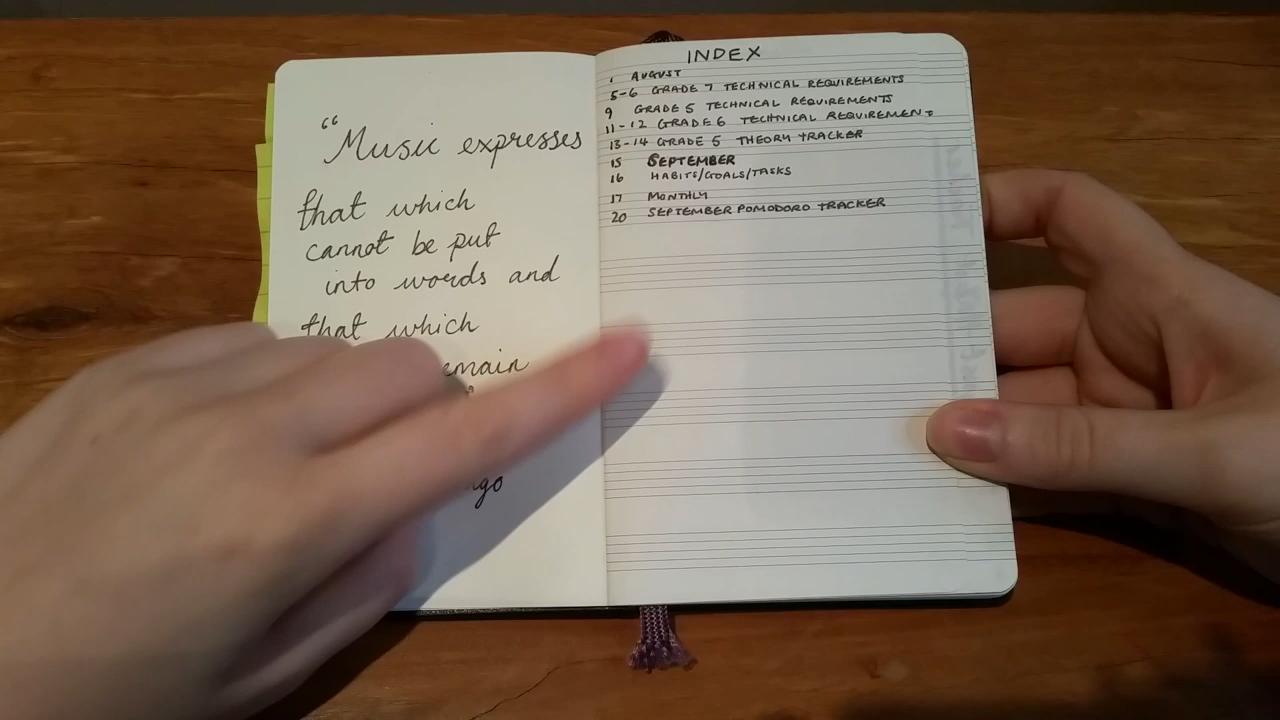 “Music expresses
that which
cannot be put
into words and
that which
emain
go
INDEX
1 AUGUST
5-6 GRADE 7 TECHNICAL REQUIREMENTS
9 GRADE 5 TECHNICAL REQUIREMENTS
11-12 GRADE 6 TECHNICAL REQUIREMENTS
13-14 GRADE 5 THEORY TRACKER
15 SEPTEMBER
16 HABITS/GOALS/TASKS
17 MONTHLY
20 SEPTEMBER POMODORO TRACKER